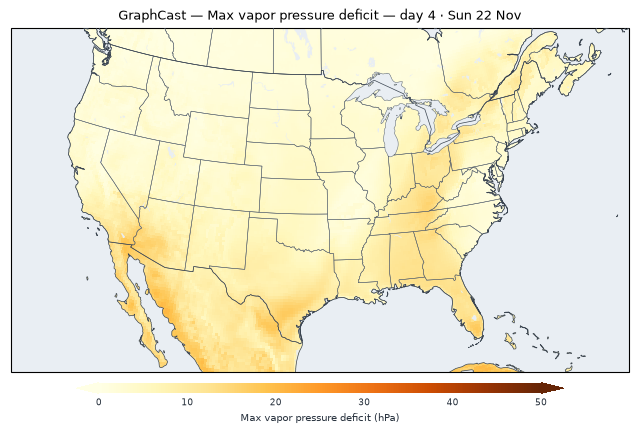 GraphCast — Max vapor pressure deficit — day 4 · Sun 22 Nov
0 10 20 30 40 50
Max vapor pressure deficit (hPa)